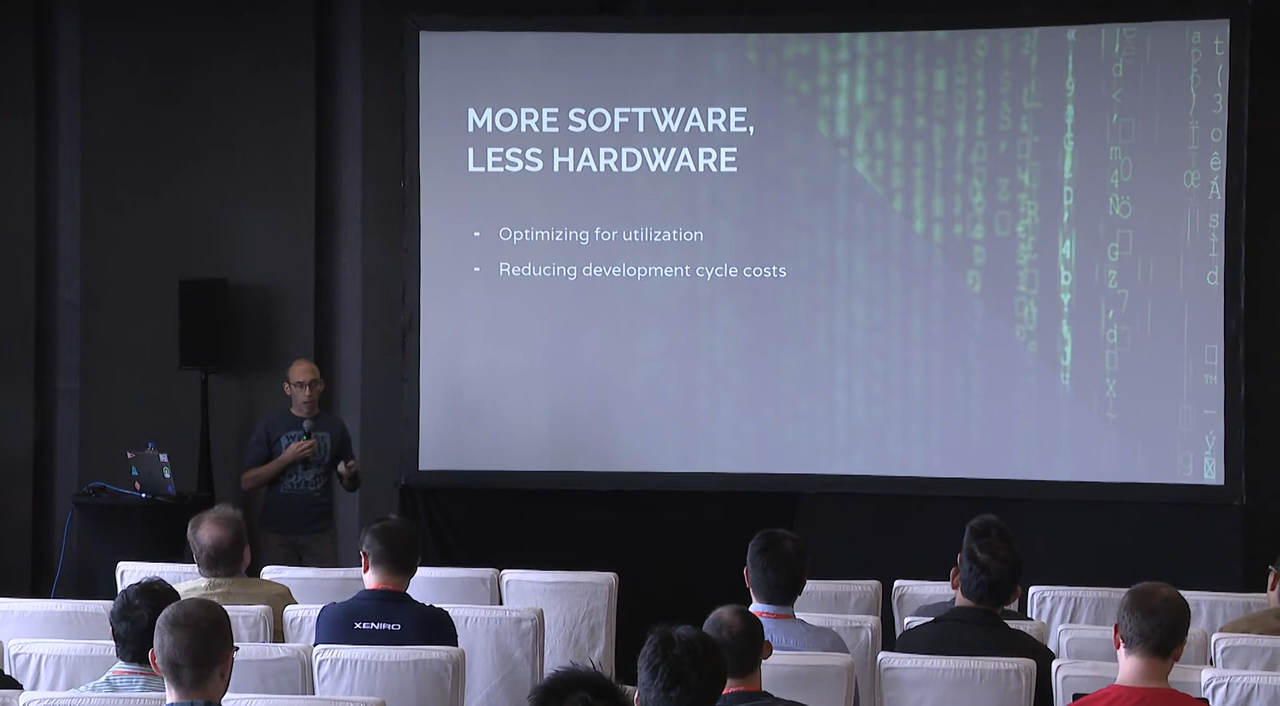 MORE SOFTWARE,
LESS HARDWARE
- Optimizing for utilization
- Reducing development cycle costs
XENIRO